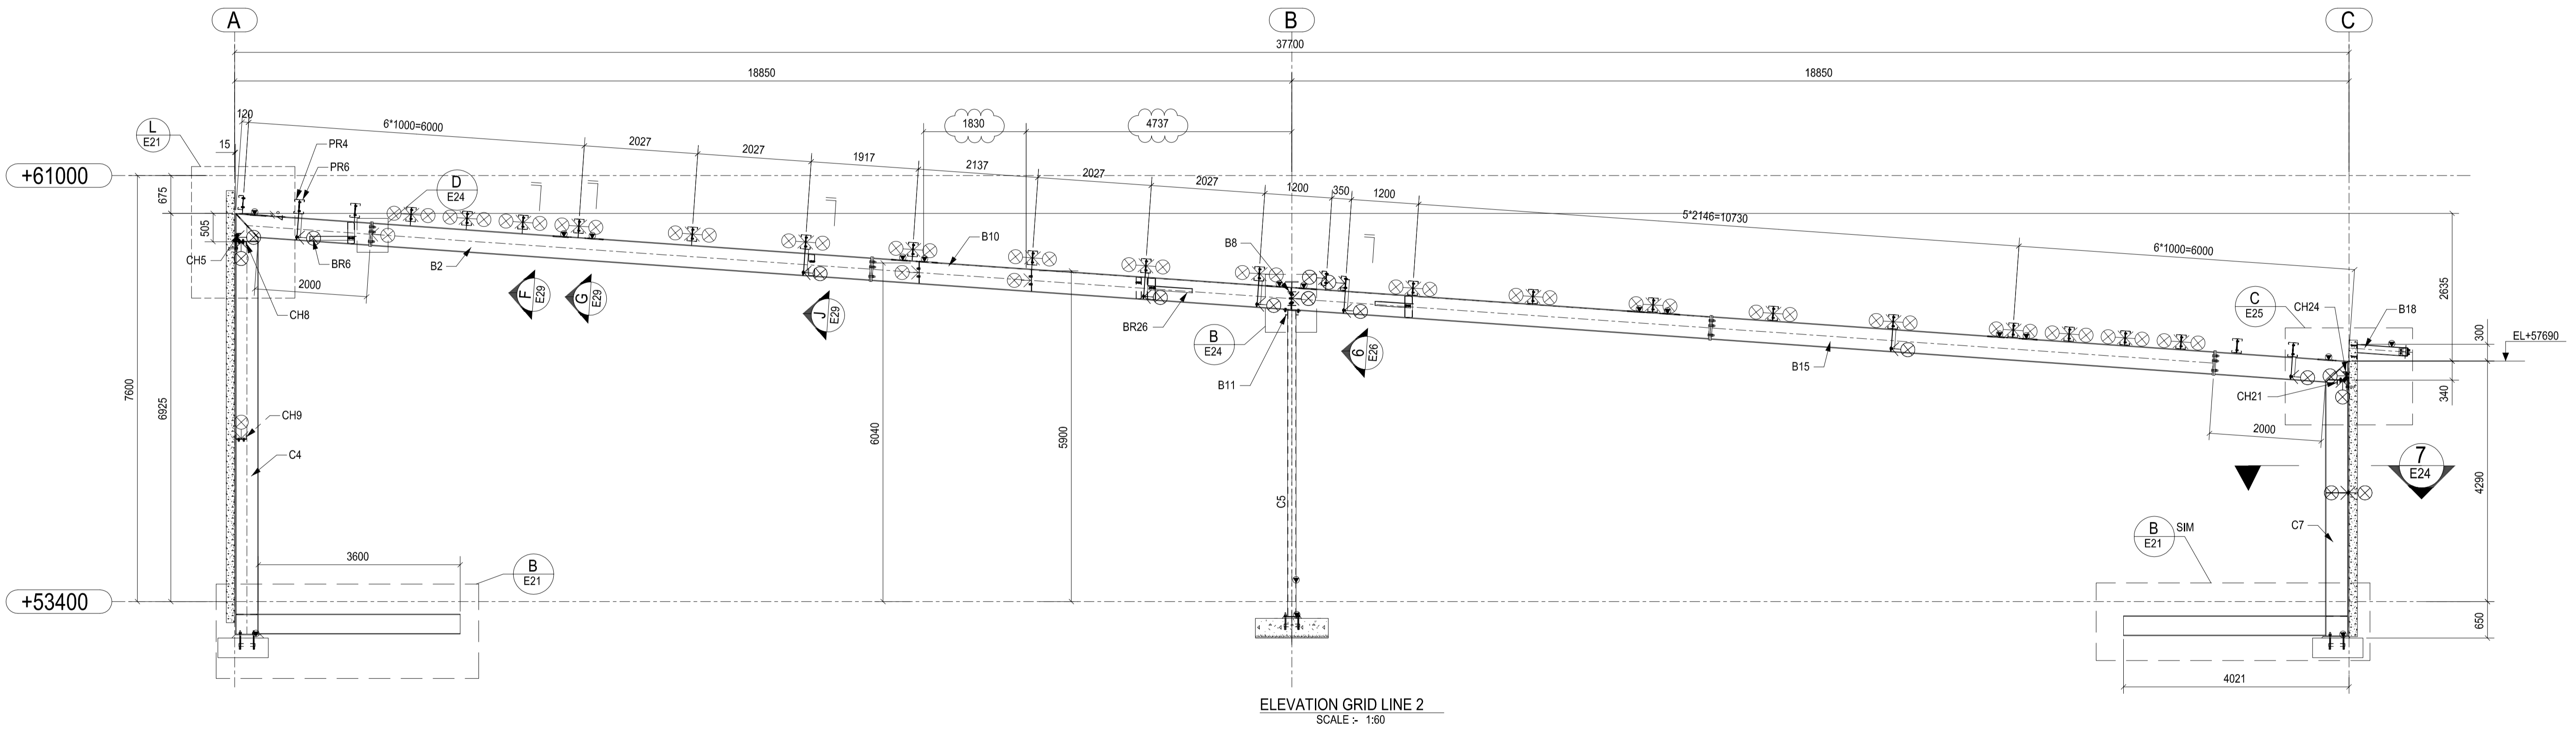 A
B
C
37700
18850
18850
120
6*1000=6000
1830
4737
L
E21
15
PR4
PR6
2027
2027
1917
2137
2027
2027
1200
350
1200
5*2146=10730
6*1000=6000
+61000
D
E24
675
505
4°
CH5
BR6
B2
B10
B8
2000
CH8
F
E29
G
E29
J
E29
BR26
B
E24
B11
6
E26
B15
C
E25
CH24
B18
2635
300
EL+57690
CH21
340
2000
7600
6925
CH9
C4
6040
5900
C5
7
E24
4290
C7
B
E21
SIM
3600
B
E21
+53400
650
4021
ELEVATION GRID LINE 2
SCALE :- 1:60